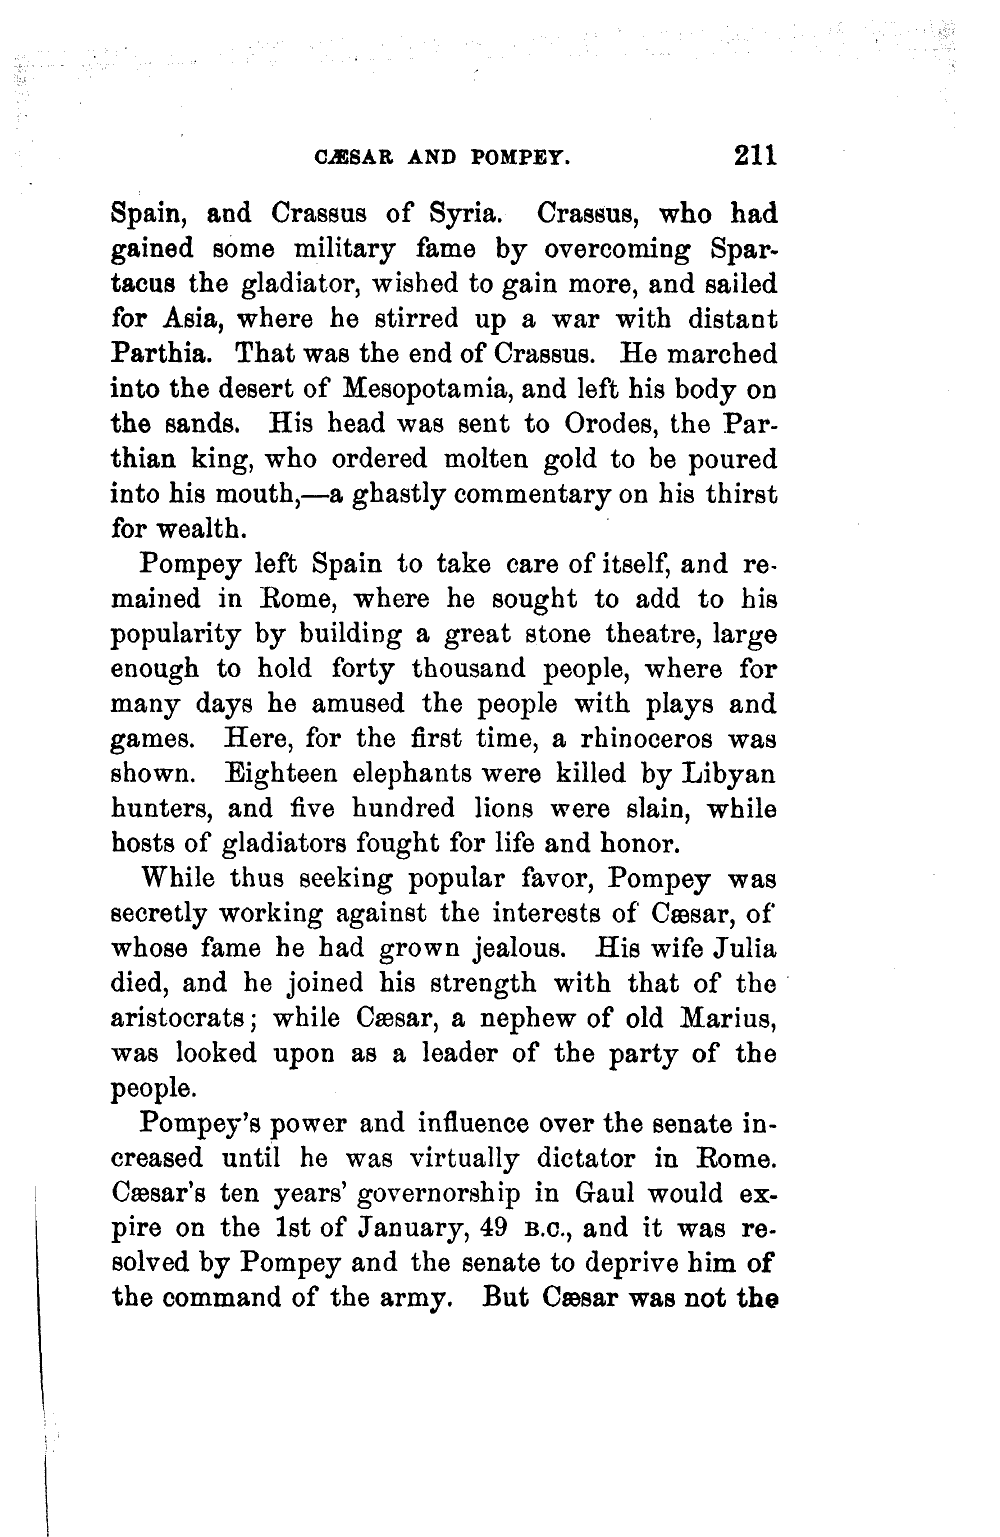 CÆSAR AND POMPEY. 211
Spain, and Crassus of Syria. Crassus, who had
gained some military fame by overcoming Spar-
tacus the gladiator, wished to gain more, and sailed
for Asia, where he stirred up a war with distant
Parthia. That was the end of Crassus. He marched
into the desert of Mesopotamia, and left his body on
the sands. His head was sent to Orodes, the Par-
thian king, who ordered molten gold to be poured
into his mouth,—a ghastly commentary on his thirst
for wealth.
Pompey left Spain to take care of itself, and re-
mained in Rome, where he sought to add to his
popularity by building a great stone theatre, large
enough to hold forty thousand people, where for
many days he amused the people with plays and
games. Here, for the first time, a rhinoceros was
shown. Eighteen elephants were killed by Libyan
hunters, and five hundred lions were slain, while
hosts of gladiators fought for life and honor.
While thus seeking popular favor, Pompey was
secretly working against the interests of Cæsar, of
whose fame he had grown jealous. His wife Julia
died, and he joined his strength with that of the
aristocrats; while Cæsar, a nephew of old Marius,
was looked upon as a leader of the party of the
people.
Pompey's power and influence over the senate in-
creased until he was virtually dictator in Rome.
Cæsar's ten years' governorship in Gaul would ex-
pire on the 1st of January, 49 B.C., and it was re-
solved by Pompey and the senate to deprive him of
the command of the army. But Cæsar was not the